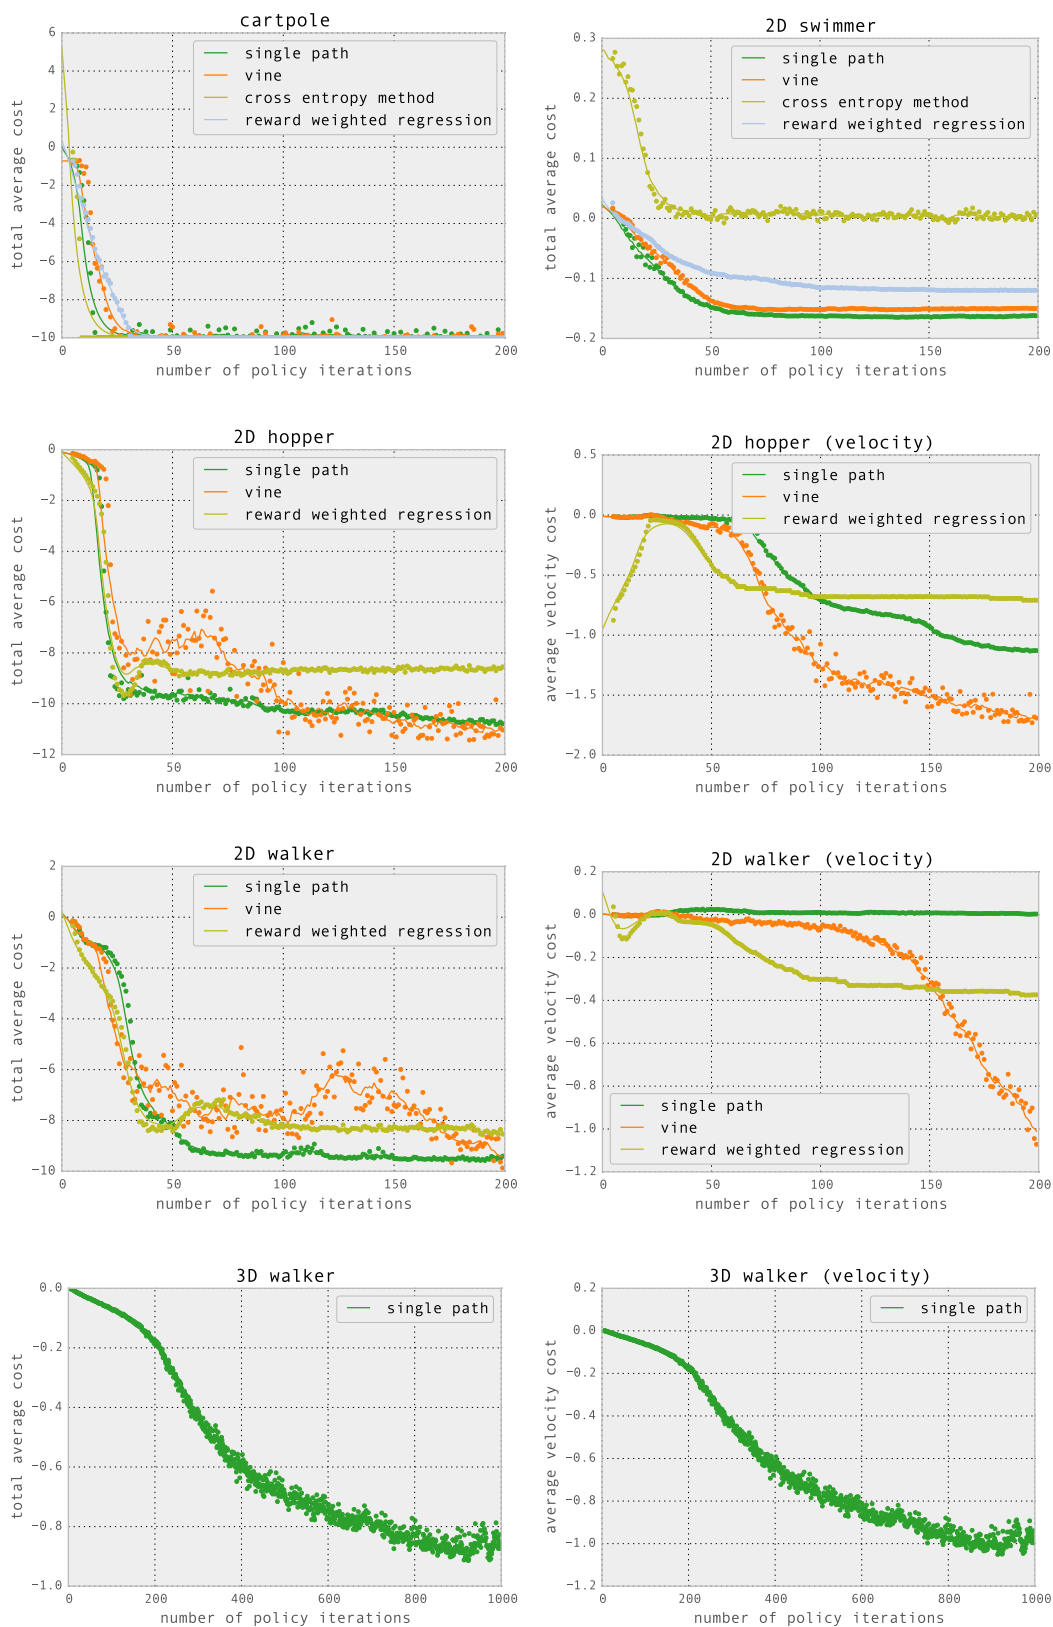 cartpole
6
4
2
0
−2
−4
−6
−8
−10
0 50 100 150 200
total average cost
number of policy iterations
single path
vine
cross entropy method
reward weighted regression
2D swimmer
0.3
0.2
0.1
0.0
−0.1
−0.2
0 50 100 150 200
total average cost
number of policy iterations
single path
vine
cross entropy method
reward weighted regression
2D hopper
0
−2
−4
−6
−8
−10
−12
0 50 100 150 200
total average cost
number of policy iterations
single path
vine
reward weighted regression
2D hopper (velocity)
0.5
0.0
−0.5
−1.0
−1.5
−2.0
0 50 100 150 200
average velocity cost
number of policy iterations
single path
vine
reward weighted regression
2D walker
2
0
−2
−4
−6
−8
−10
0 50 100 150 200
total average cost
number of policy iterations
single path
vine
reward weighted regression
2D walker (velocity)
0.2
0.0
−0.2
−0.4
−0.6
−0.8
−1.0
−1.2
0 50 100 150 200
average velocity cost
number of policy iterations
single path
vine
reward weighted regression
3D walker
0.0
−0.2
−0.4
−0.6
−0.8
−1.0
0 200 400 600 800 1000
total average cost
number of policy iterations
single path
3D walker (velocity)
0.2
0.0
−0.2
−0.4
−0.6
−0.8
−1.0
−1.2
0 200 400 600 800 1000
average velocity cost
number of policy iterations
single path